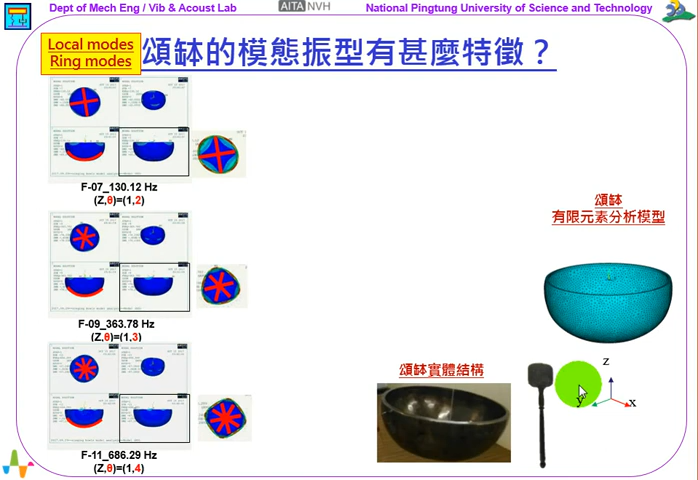 Dept of Mech Eng / Vib & Acoust Lab
AITA NVH
National Pingtung University of Science and Technology
Local modes
Ring modes
頌缽的模態振型有甚麼特徵？
F-07_130.12 Hz
(Z,θ)=(1,2)
F-09_363.78 Hz
(Z,θ)=(1,3)
F-11_686.29 Hz
(Z,θ)=(1,4)
頌缽
有限元素分析模型
頌缽實體結構
z
y
x